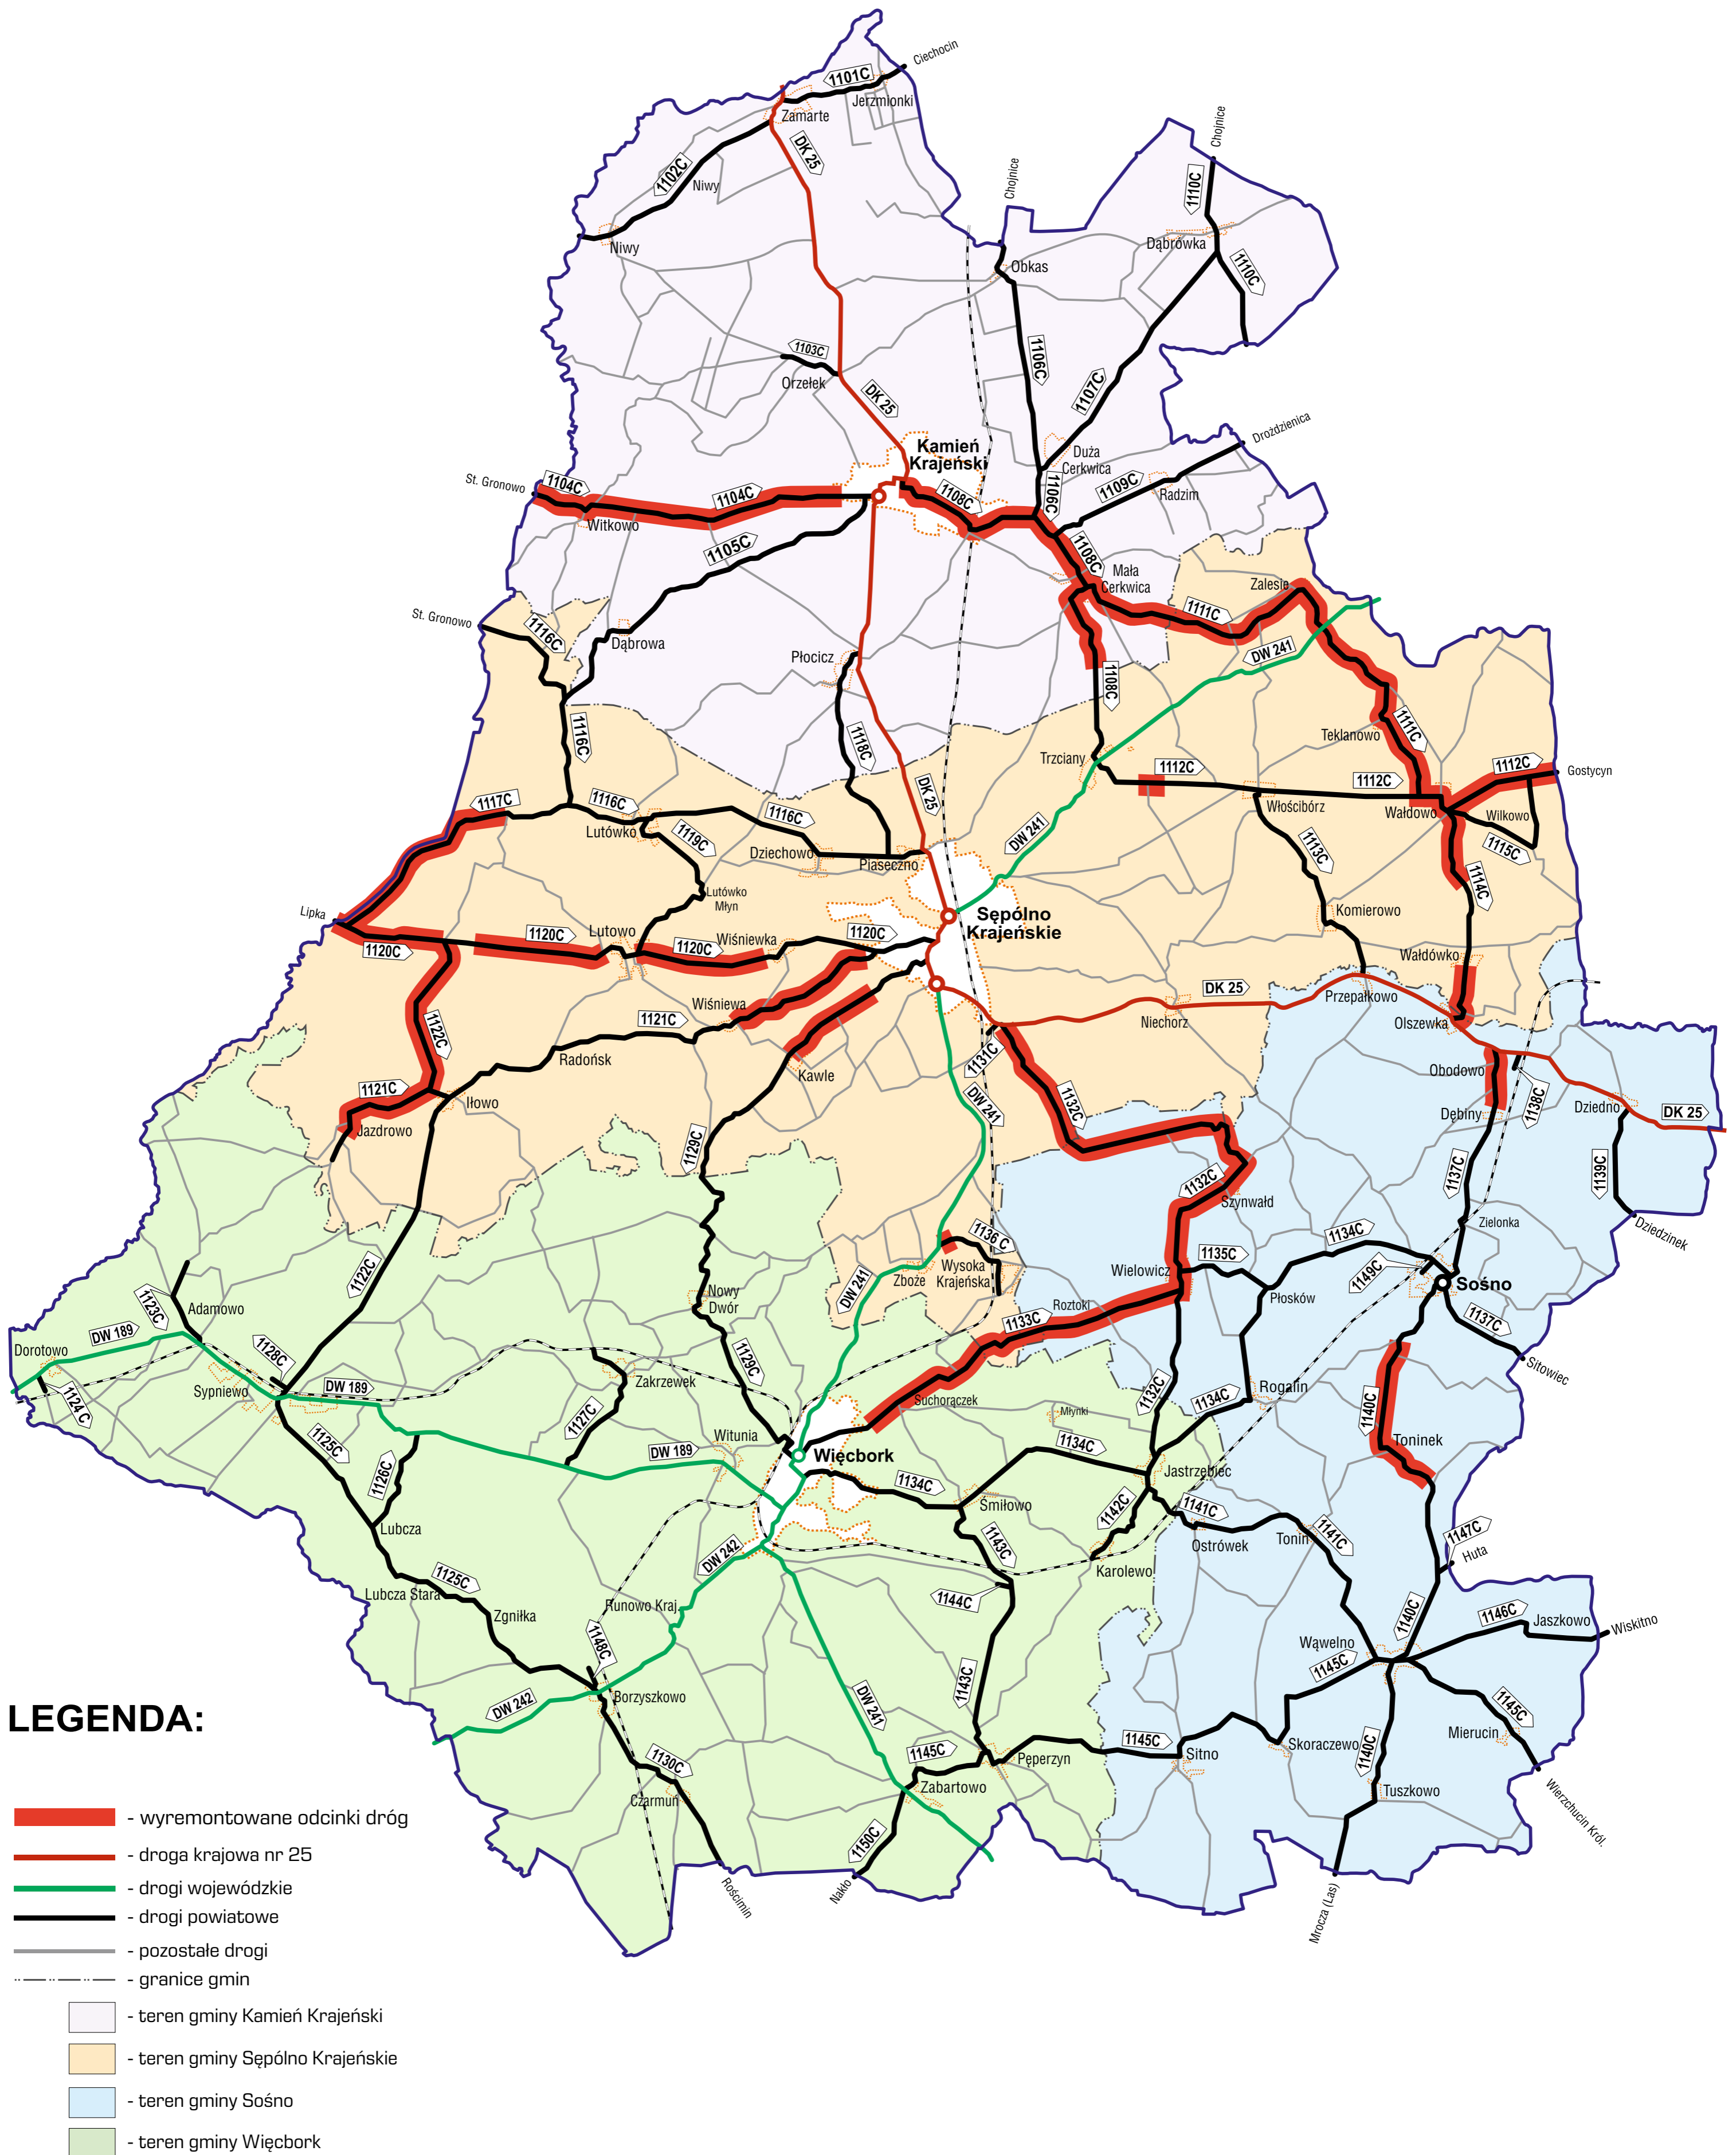 Ciechocin
1101C
Jerzmionki
Zamarte
DK 25
1102C
Niwy
Niwy
Chojnice
Chojnice
1110C
Dąbrówka
1110C
Obkas
1106C
1107C
1103C
Orzełek
DK 25
Kamień
Krajeński
Duża
Cerkwica
Drożdzienica
St. Gronowo
1104C
1104C
1108C
1106C
1109C
Radzim
Witkowo
1105C
1108C
Mała
Cerkwica
Zalesie
1111C
St. Gronowo
1116C
Dąbrowa
Płocicz
DW 241
1108C
1116C
1118C
Teklanowo
1111C
Trzciany
1112C
1112C
1112C
Gostycyn
DK 25
1117C
1116C
1116C
Włościbórz
Wałdowo
Wilkowo
Lutówko
1119C
DW 241
1113C
1115C
Dziechowo
Piaseczno
1114C
Lutówko
Młyn
Lipka
Sępólno
Krajeńskie
Komierowo
1120C
1120C
Lutowo
1120C
Wiśniewka
1120C
Wałdówko
Wiśniewa
DK 25
Przepałkowo
Niechorz
Olszewka
1122C
1121C
Radońsk
Kawle
1131C
Obodowo
1121C
Iłowo
DW 241
1132C
Dębiny
1138C
Dziedno
DK 25
Jazdrowo
1129C
1137C
1139C
1132C
Szynwałd
Zielonka
Dziedzinek
1136 C
1134C
1122C
Zboże
Wysoka
Krajeńska
Wielowicz
1135C
1149C
Sośno
Nowy
Dwór
DW 241
Roztoki
Płosków
1123C
Adamowo
1133C
1137C
DW 189
Dorotowo
1128C
1129C
Sitowiec
Sypniewo
DW 189
Zakrzewek
1124 C
Suchorączek
1132C
1134C
Rogalin
1140C
Młynki
1127C
1125C
Witunia
DW 189
Więcbork
1134C
Toninek
1126C
1134C
Jastrzębiec
Śmiłowo
1142C
1141C
Lubcza
1143C
Ostrówek
Tonin
1141C
1147C
Huta
DW 242
Karolewo
1125C
Lubcza Stara
1144C
Zgniłka
Runowo Kraj.
1140C
1146C
Jaszkowo
Wiskitno
1148C
Wąwelno
1145C
Borzyszkowo
1143C
DW 242
DW 241
1145C
Mierucin
1130C
1145C
Pęperzyn
1145C
Sitno
Skoraczewo
1140C
Czarmuń
Zabartowo
Tuszkowo
Wierzchucin Król.
1150C
Nakło
Rościmin
Mrocza (Las)
LEGENDA:
- wyremontowane odcinki dróg
- droga krajowa nr 25
- drogi wojewódzkie
- drogi powiatowe
- pozostałe drogi
- granice gmin
- teren gminy Kamień Krajeński
- teren gminy Sępólno Krajeńskie
- teren gminy Sośno
- teren gminy Więcbork